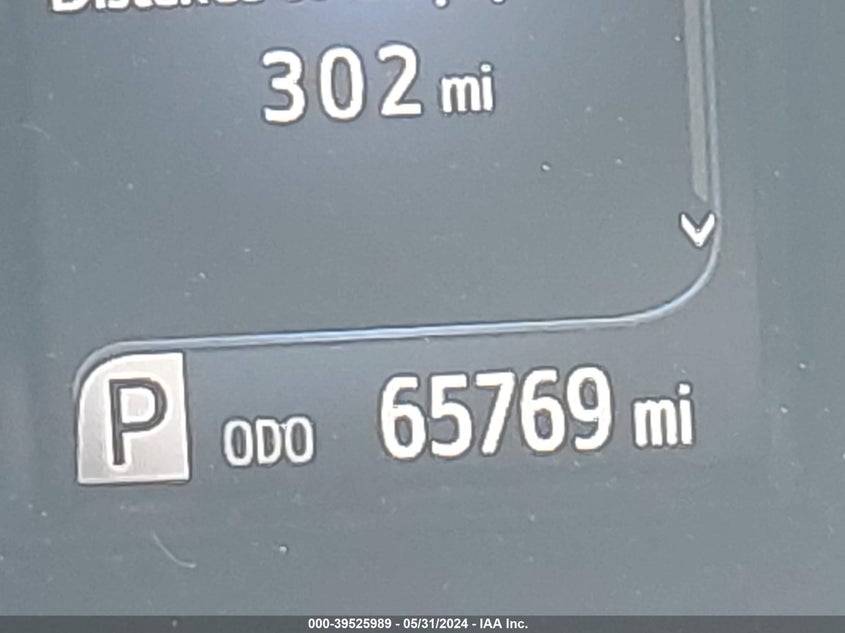 302 mi
P ODO 65769 mi
000-39525989 - 05/31/2024 - IAA Inc.